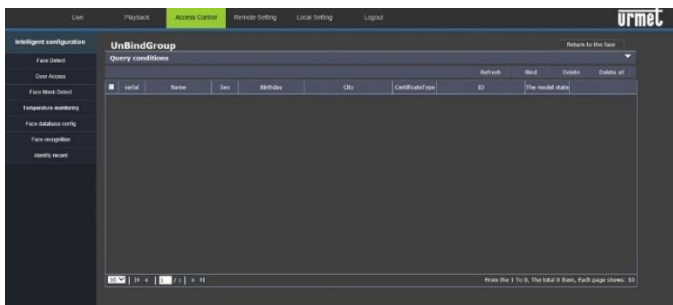 Live Playback Access Control Remote Setting Local Setting Logout urmet
Intelligent configuration
Face Detect
Door Access
Face Mask Detect
Temperature monitoring
Face database config
Face recognition
Identify record
UnBindGroup Return to the face
Query conditions
Refresh Bind Delete Delete all
serial Name Sex Birthday City CertificateType ID The model state
10 1 / 1 From the 1 To 0, The total 0 Item, Each page shows: 10